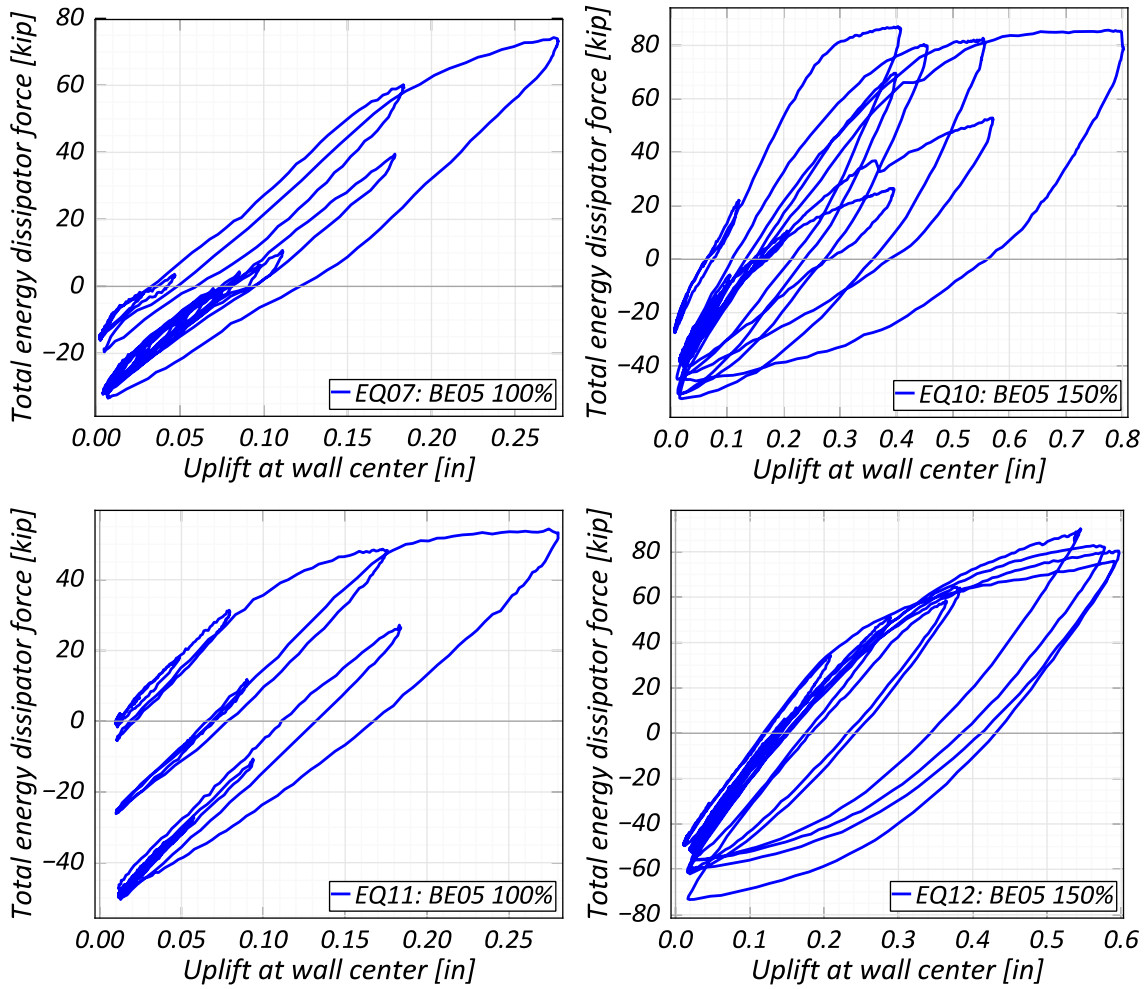 Total energy dissipator force [kip]
80
60
40
20
0
−20
0.00 0.05 0.10 0.15 0.20 0.25
Uplift at wall center [in]
EQ07: BE05 100%
Total energy dissipator force [kip]
80
60
40
20
0
−20
−40
0.0 0.1 0.2 0.3 0.4 0.5 0.6 0.7 0.8
Uplift at wall center [in]
EQ10: BE05 150%
Total energy dissipator force [kip]
40
20
0
−20
−40
0.00 0.05 0.10 0.15 0.20 0.25
Uplift at wall center [in]
EQ11: BE05 100%
Total energy dissipator force [kip]
80
60
40
20
0
−20
−40
−60
−80
0.0 0.1 0.2 0.3 0.4 0.5 0.6
Uplift at wall center [in]
EQ12: BE05 150%